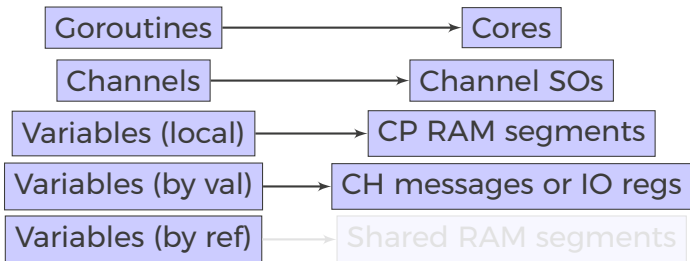 Goroutines Cores
Channels Channel SOs
Variables (local) CP RAM segments
Variables (by val) CH messages or IO regs
Variables (by ref) Shared RAM segments